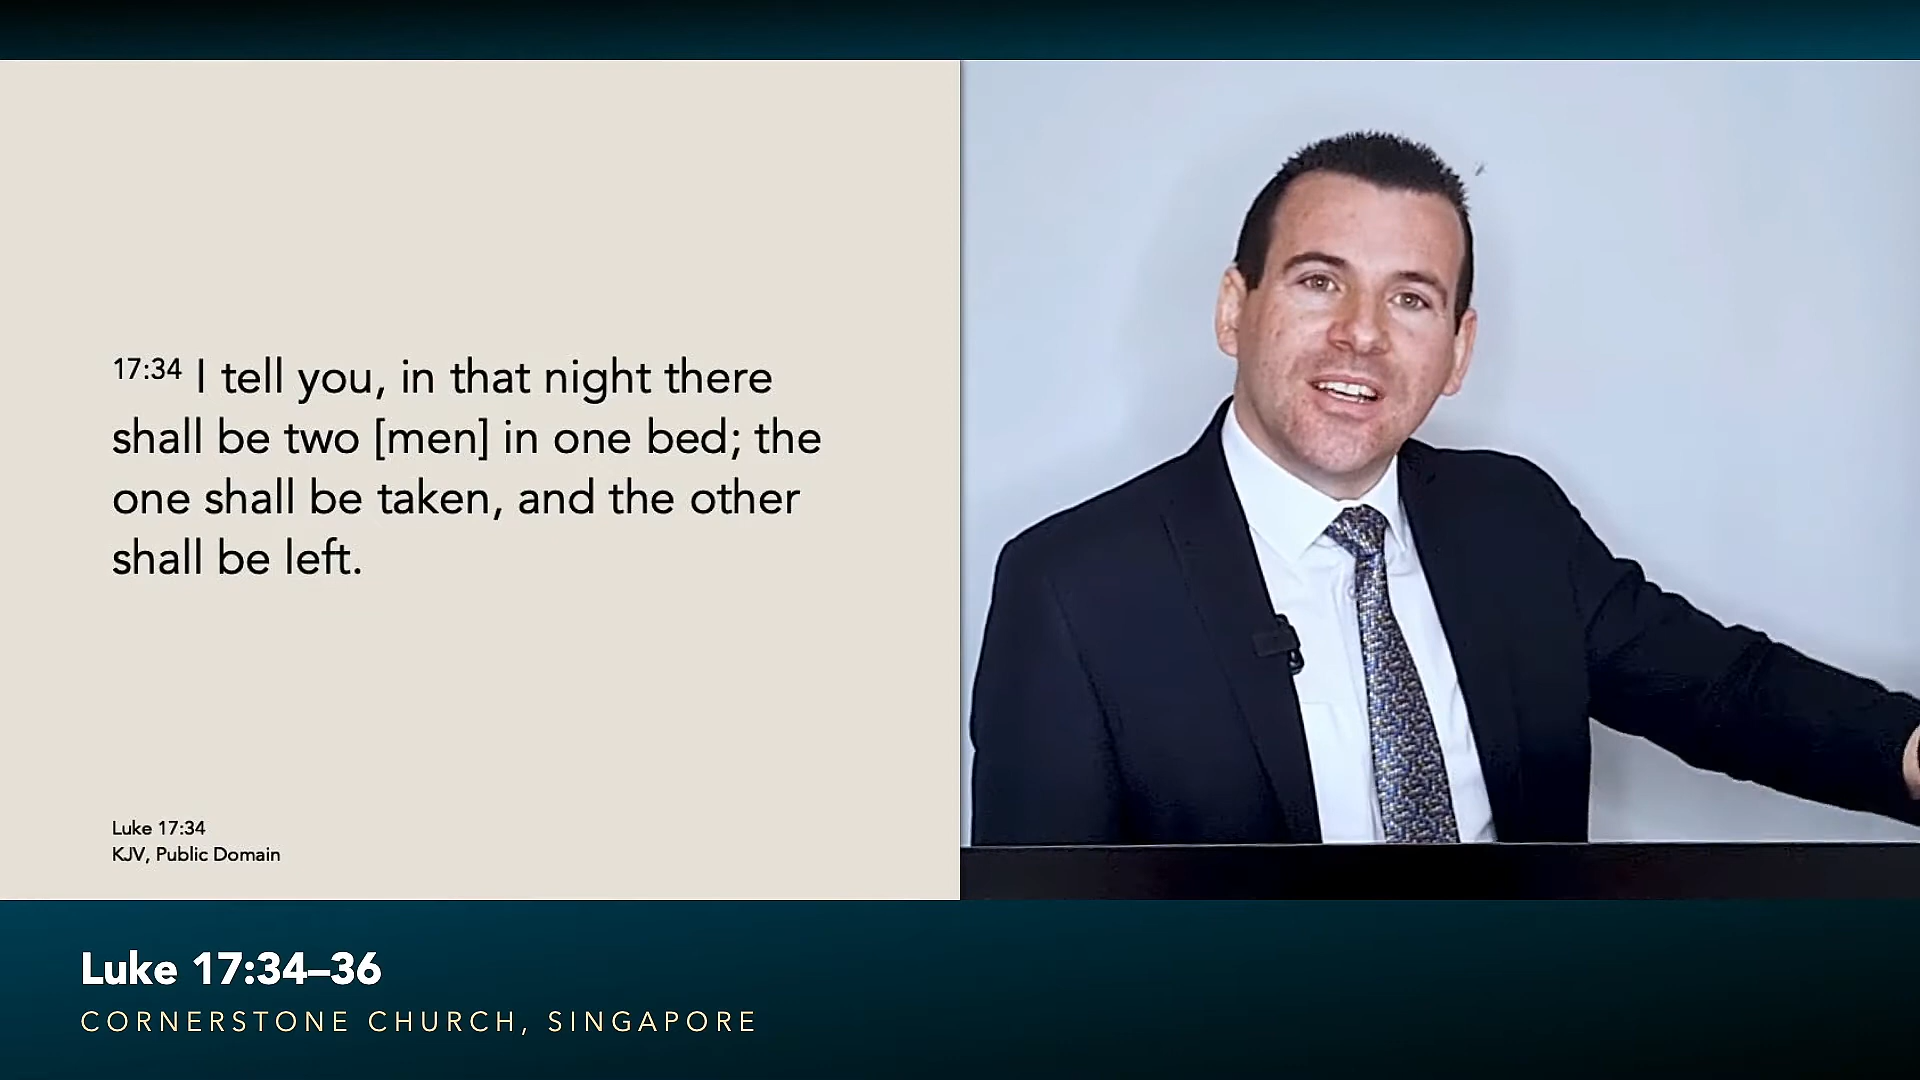 17:34 I tell you, in that night there
shall be two [men] in one bed; the
one shall be taken, and the other
shall be left.
Luke 17:34
KJV, Public Domain
Luke 17:34–36
CORNERSTONE CHURCH, SINGAPORE